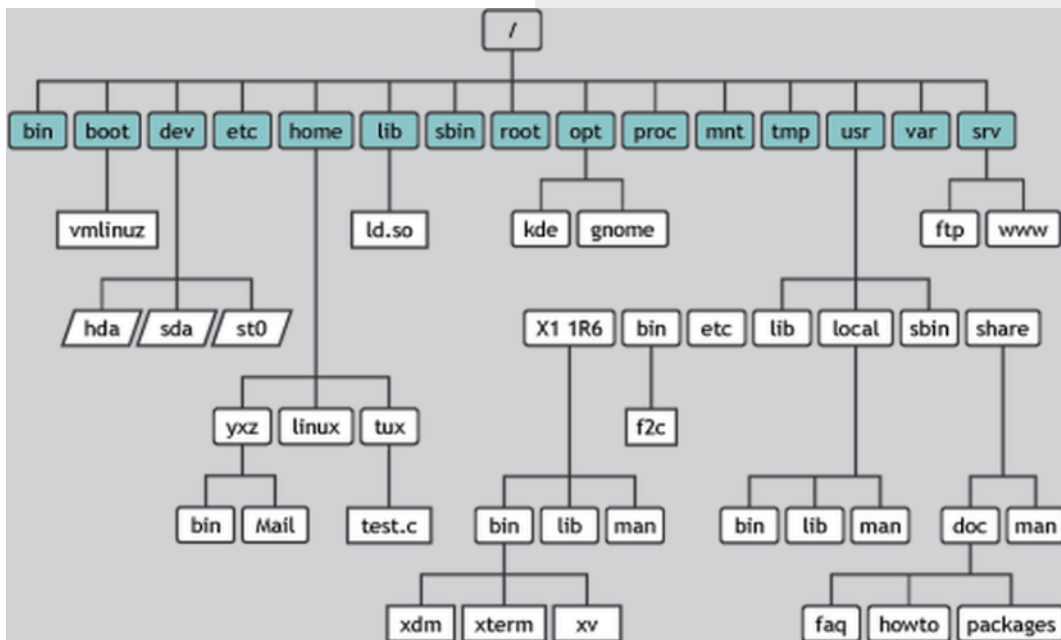 /
bin boot dev etc home lib sbin root opt proc mnt tmp usr var srv
vmlinuz ld.so kde gnome ftp www
hda sda st0 X1 1R6 bin etc lib local sbin share
yxz linux tux f2c
bin Mail test.c bin lib man bin lib man doc man
xdm xterm xv faq howto packages